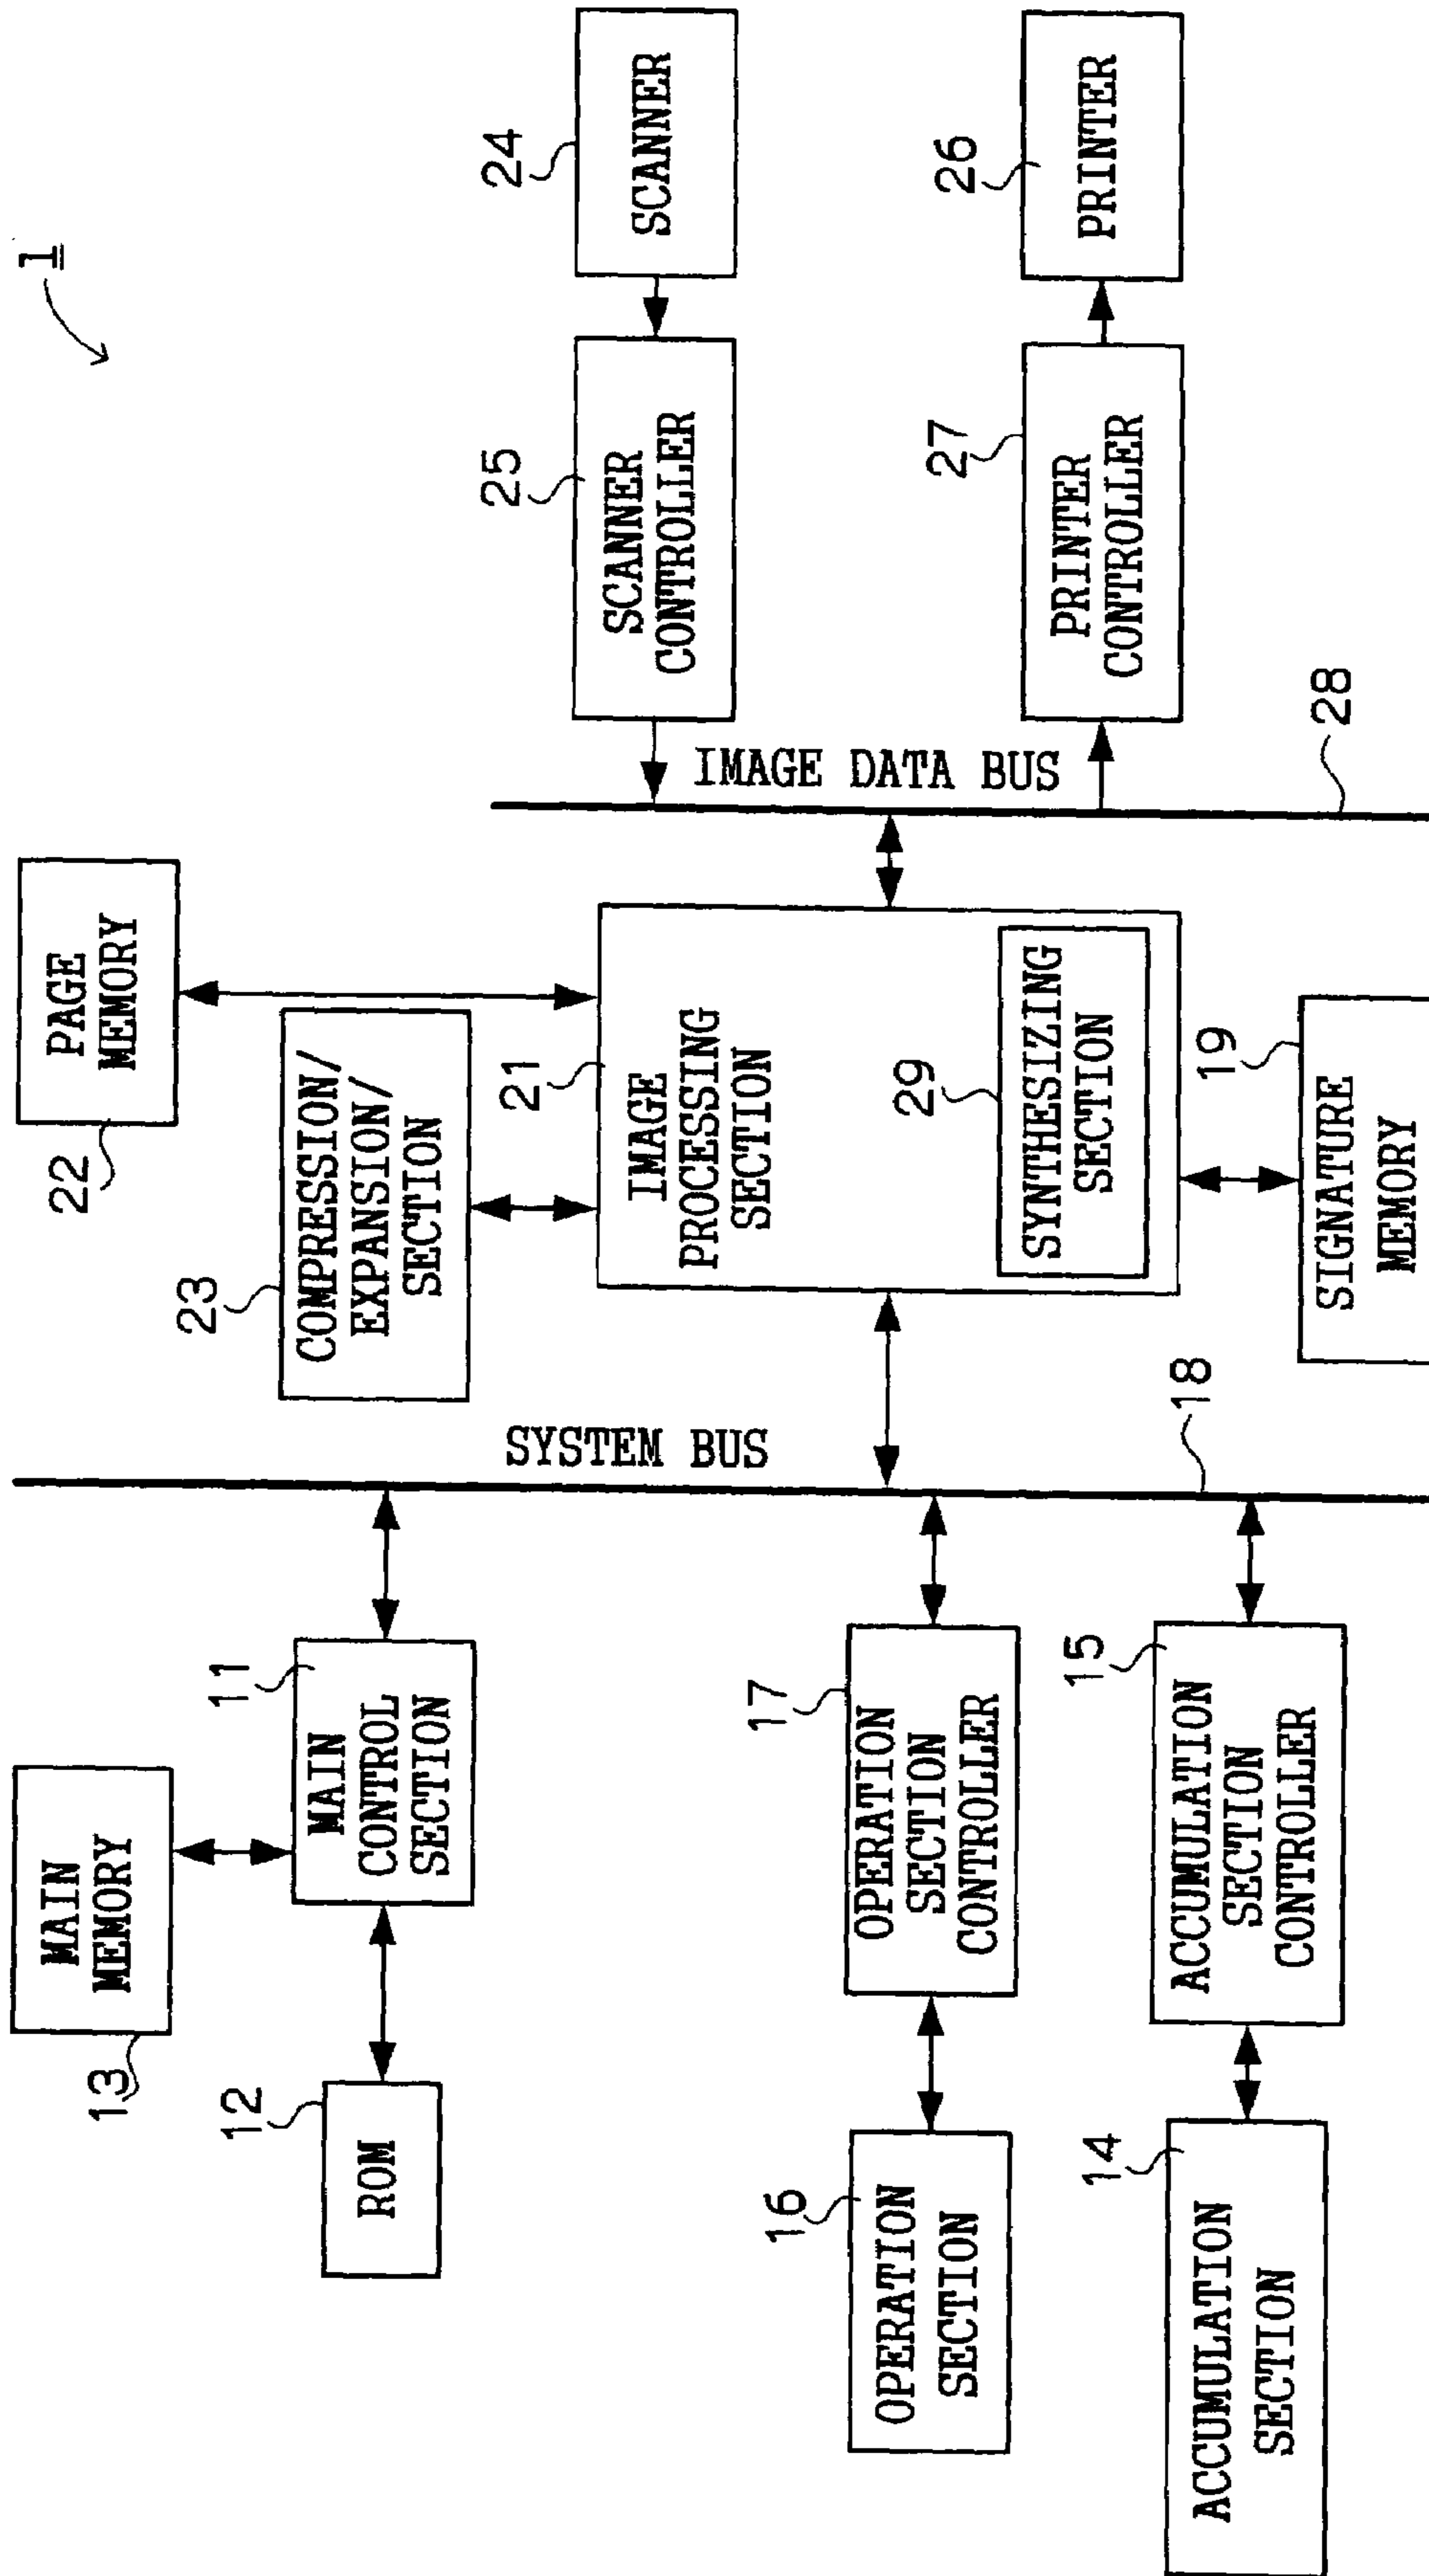 1
MAIN
MEMORY
13
ROM
12
MAIN
CONTROL
SECTION
11
SYSTEM BUS
18
PAGE
MEMORY
22
COMPRESSION/
EXPANSION/
SECTION
23
IMAGE
PROCESSING
SECTION
21
SYNTHESIZING
SECTION
29
SIGNATURE
MEMORY
19
IMAGE DATA BUS
28
SCANNER
CONTROLLER
25
SCANNER
24
PRINTER
CONTROLLER
27
PRINTER
26
OPERATION
SECTION
16
OPERATION
SECTION
CONTROLLER
17
ACCUMULATION
SECTION
14
ACCUMULATION
SECTION
CONTROLLER
15